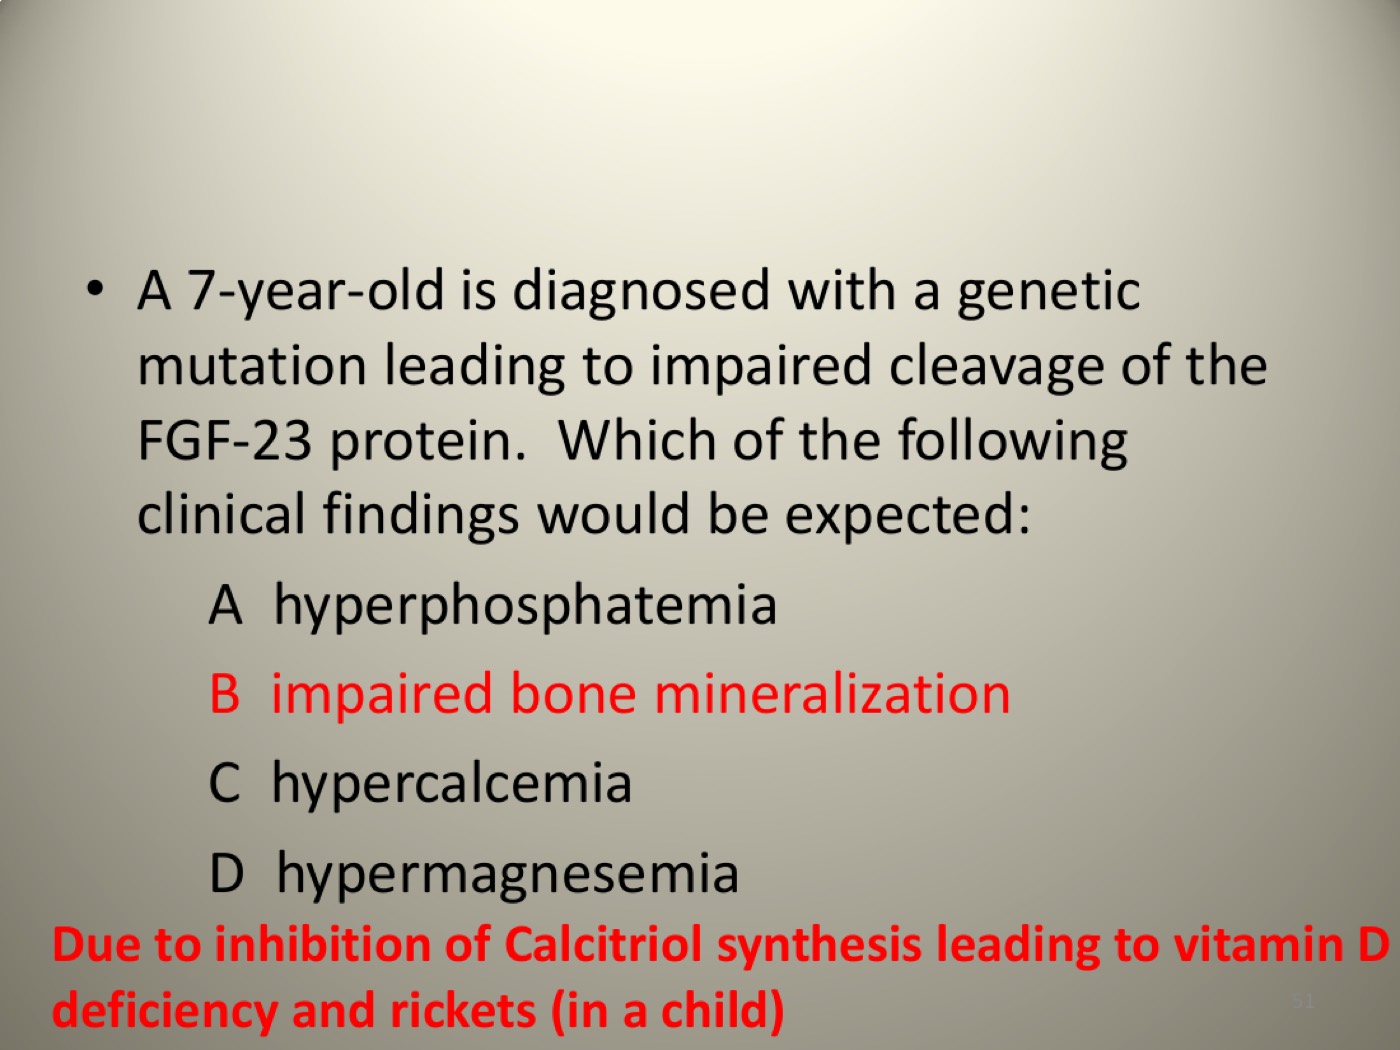 • A 7-year-old is diagnosed with a genetic
mutation leading to impaired cleavage of the
FGF-23 protein.  Which of the following
clinical findings would be expected:
A  hyperphosphatemia
B  impaired bone mineralization
C  hypercalcemia
D  hypermagnesemia
Due to inhibition of Calcitriol synthesis leading to vitamin D
deficiency and rickets (in a child)
51